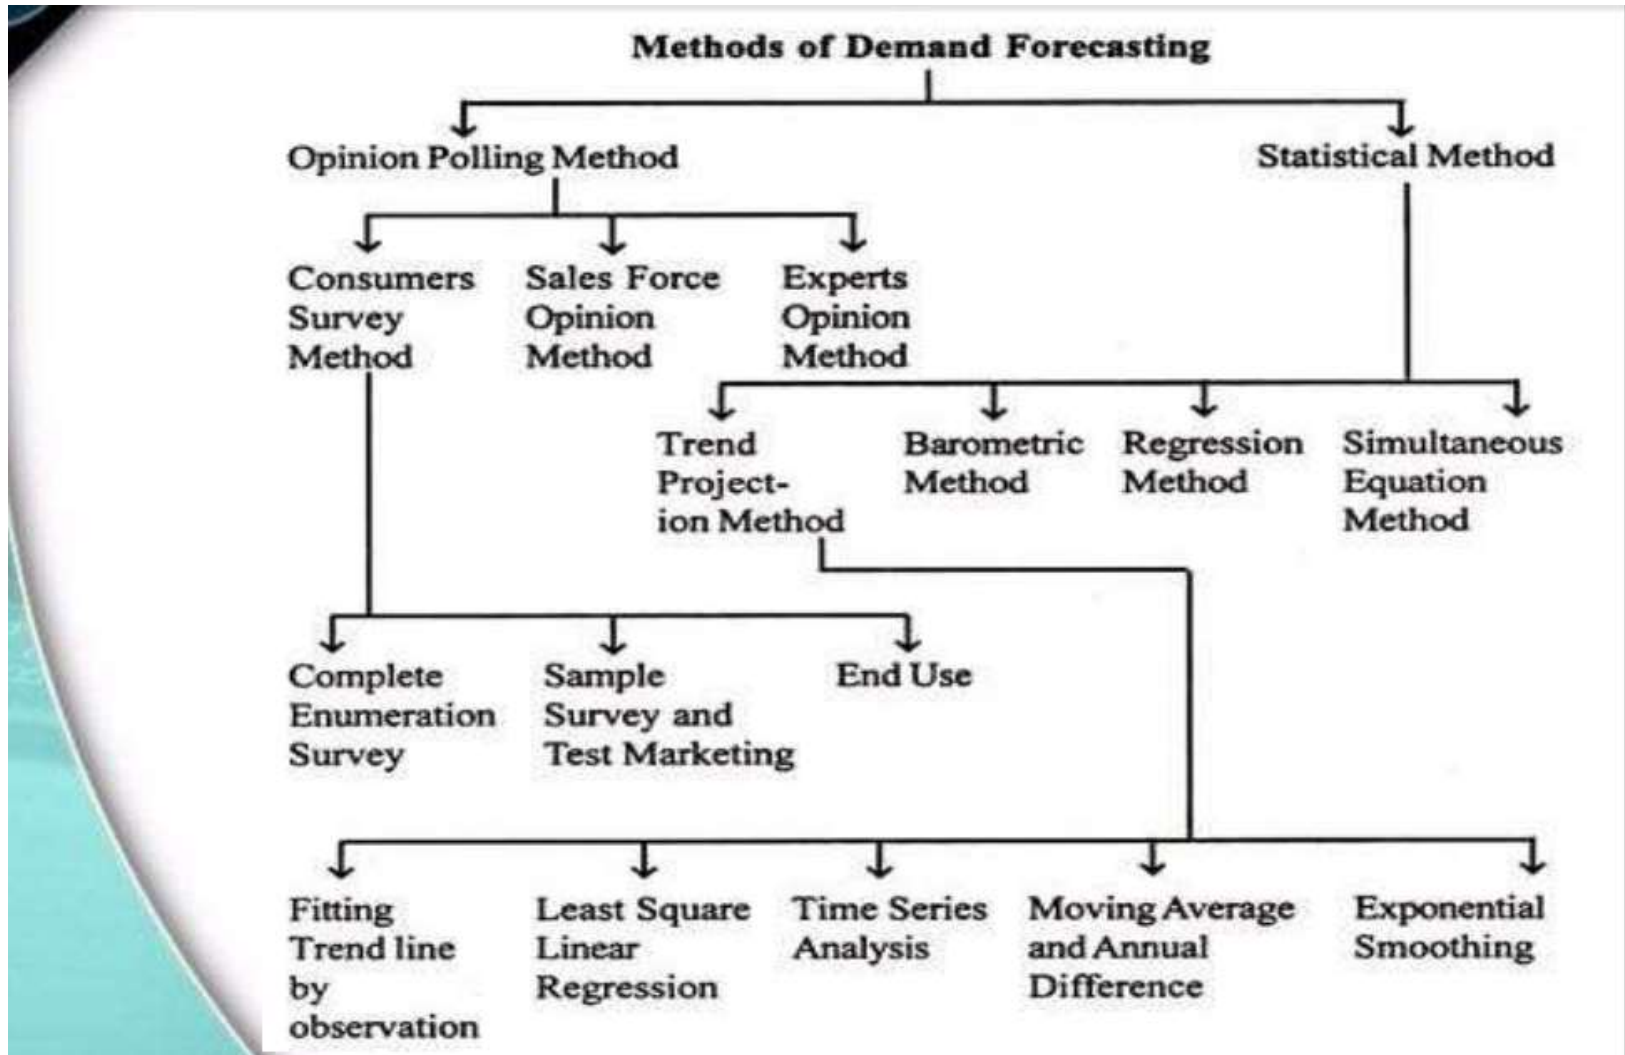 Methods of Demand Forecasting
Opinion Polling Method
Statistical Method
Consumers
Survey
Method
Sales Force
Opinion
Method
Experts
Opinion
Method
Trend
Project-
ion Method
Barometric
Method
Regression
Method
Simultaneous
Equation
Method
Complete
Enumeration
Survey
Sample
Survey and
Test Marketing
End Use
Fitting
Trend line
by
observation
Least Square
Linear
Regression
Time Series
Analysis
Moving Average
and Annual
Difference
Exponential
Smoothing